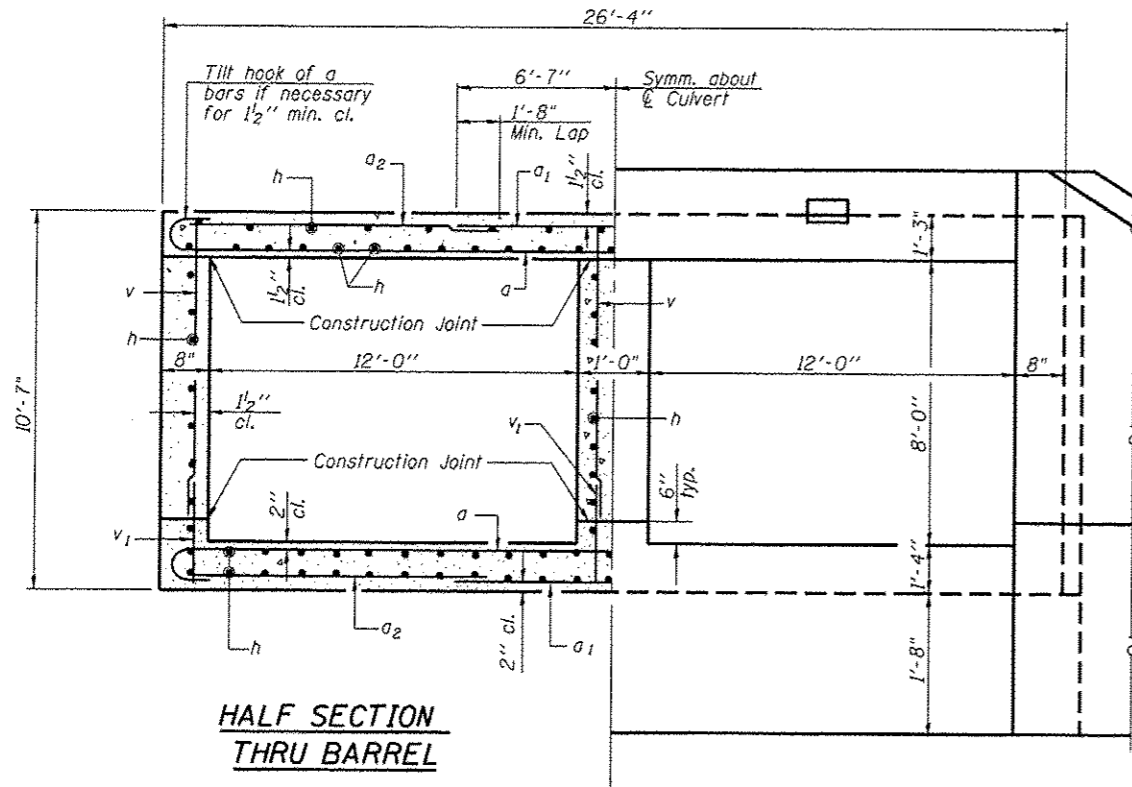 26'-4"
Tilt hook of a
bars if necessary
for 1½" min. cl.
6'-7"
Symm. about
℄ Culvert
1'-8"
Min. Lap
h
a2
a1
1½"
cl.
1'-3"
v
1½"
cl.
h
a
v
Construction Joint
h
8"
12'-0"
1'-0"
12'-0"
8"
10'-7"
1½"
cl.
8'-0"
v1
h
Construction Joint
6"
typ.
2"
cl.
a
v1
1'-4"
a2
2" cl.
a1
h
1'-8"
HALF SECTION
THRU BARREL